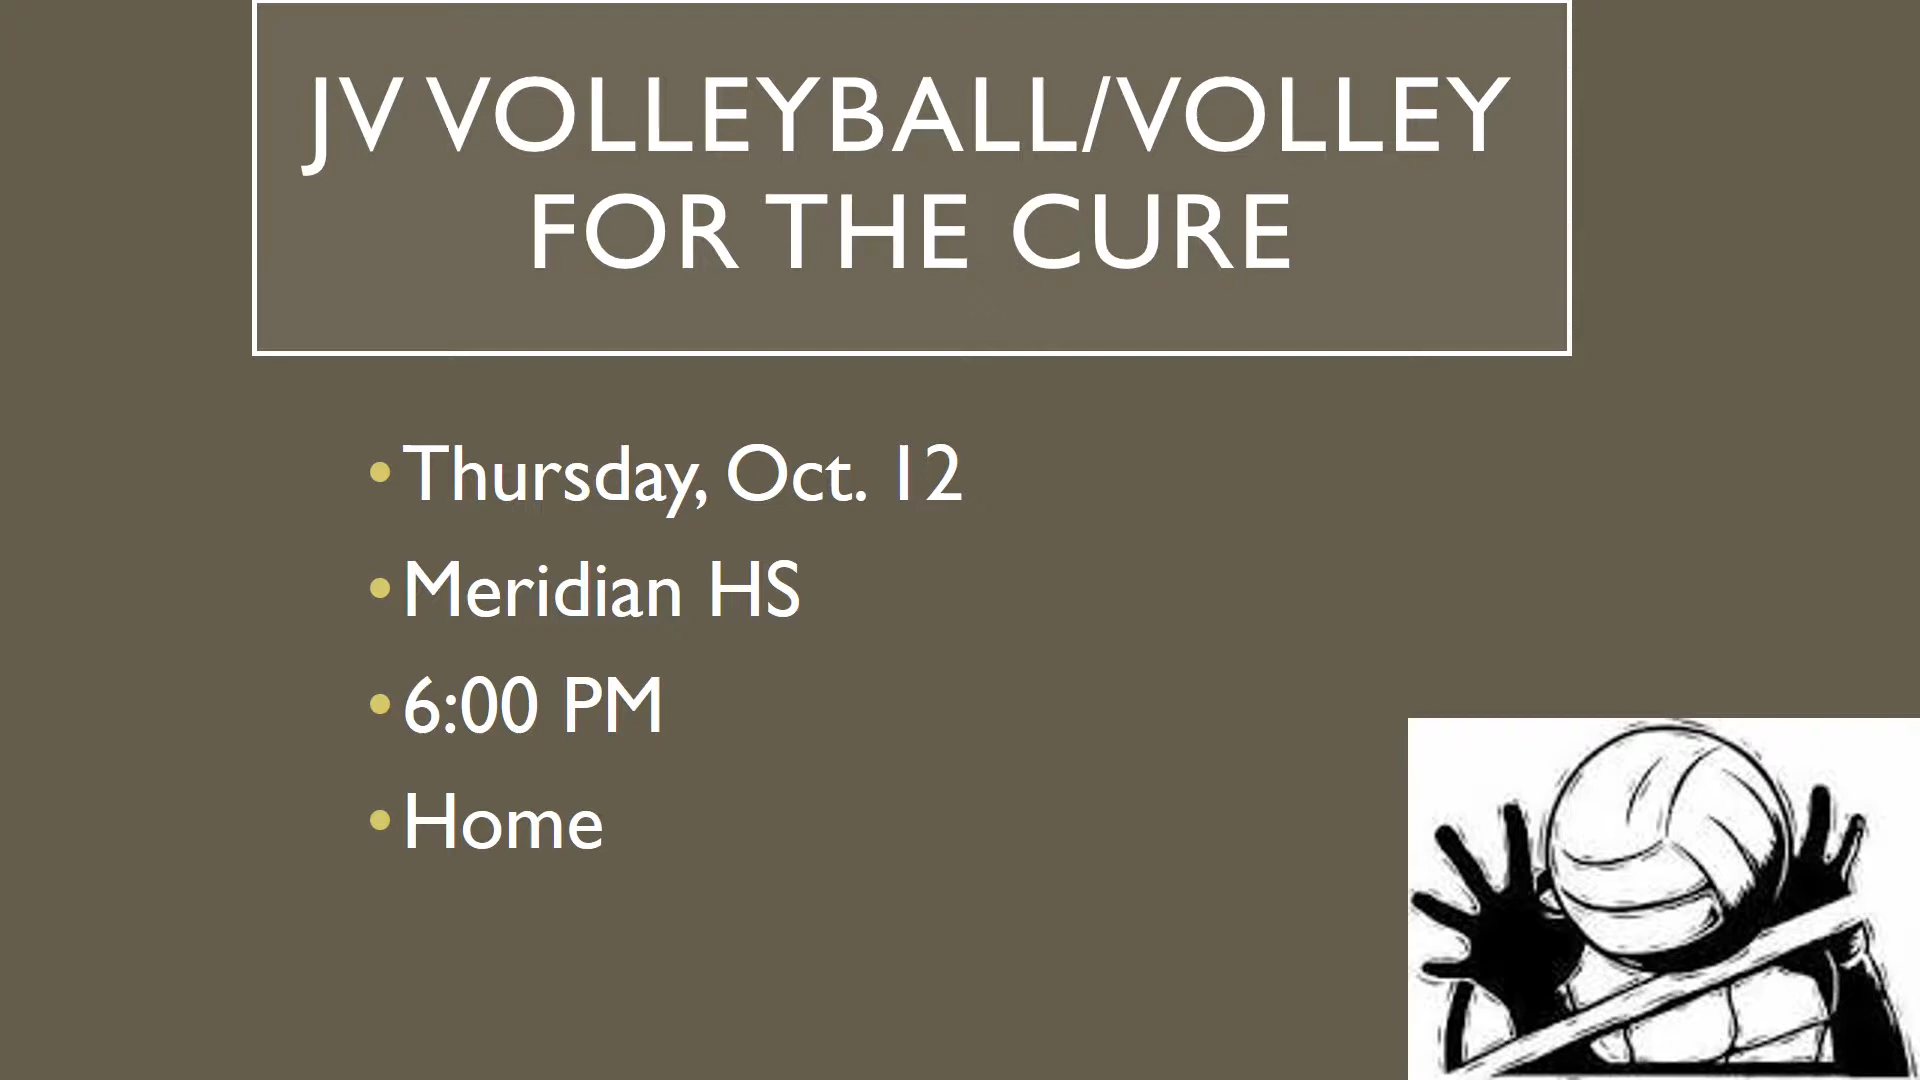 JV VOLLEYBALL/VOLLEY
FOR THE CURE
Thursday, Oct. 12
Meridian HS
6:00 PM
Home